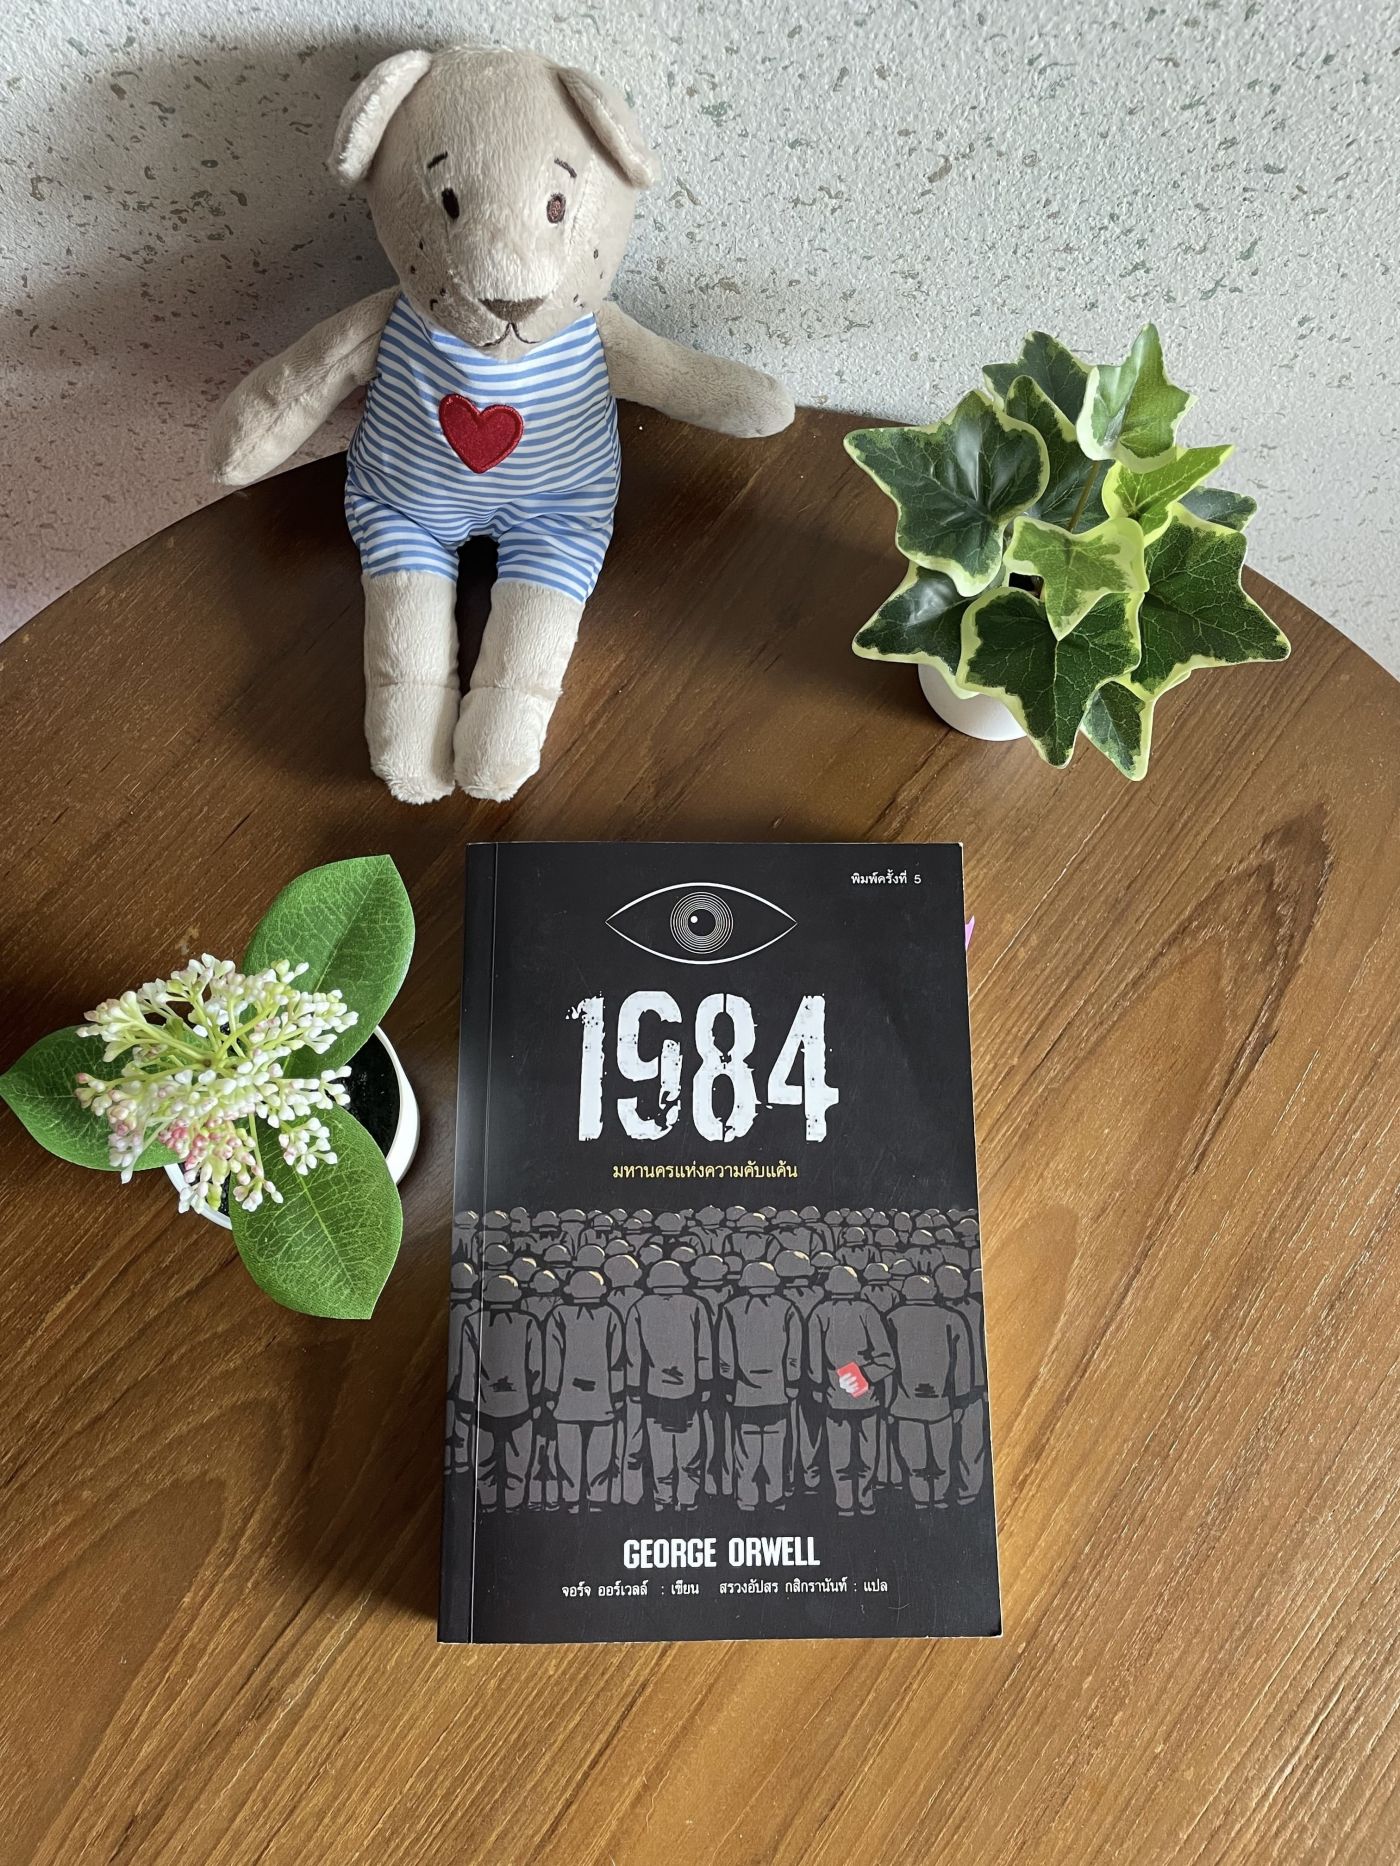 พิมพ์ครั้งที่ 5
1984
มหานครแห่งความคับแค้น
GEORGE ORWELL
จอร์จ ออร์เวลล์ : เขียน สรวงอัปสร กสิกรานันท์ : แปล